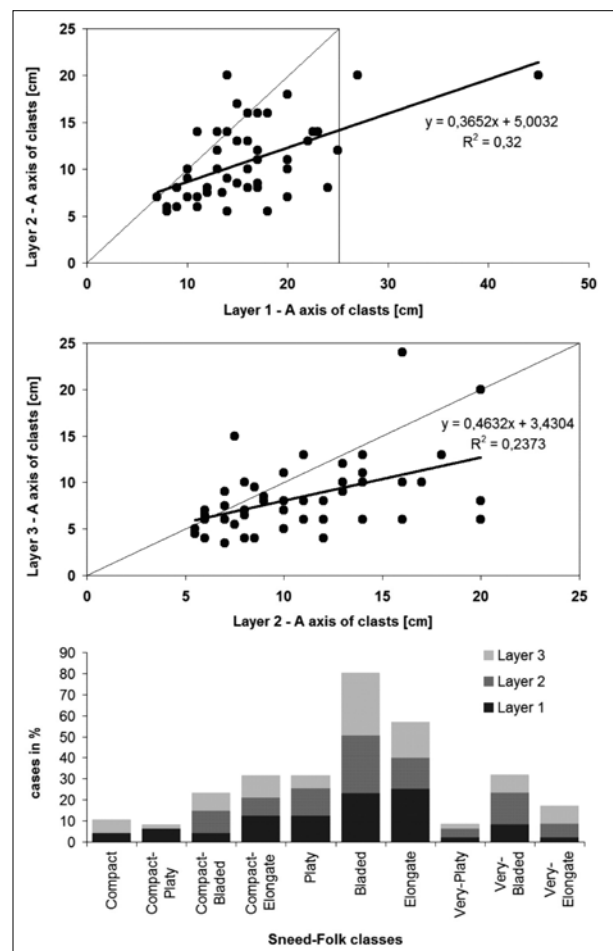 25
20
15
10
5
0
Layer 2 - A axis of clasts [cm]
y = 0,3652x + 5,0032
R² = 0,32
0 10 20 30 40 50
Layer 1 - A axis of clasts [cm]
25
20
15
10
5
0
Layer 3 - A axis of clasts [cm]
y = 0,4632x + 3,4304
R² = 0,2373
0 5 10 15 20 25
Layer 2 - A axis of clasts [cm]
90
80
70
60
50
40
30
20
10
0
cases in %
Layer 3
Layer 2
Layer 1
Compact
Compact-
Platy
Compact-
Bladed
Compact-
Elongate
Platy
Bladed
Elongate
Very-Platy
Very-
Bladed
Very-
Elongate
Sneed-Folk classes